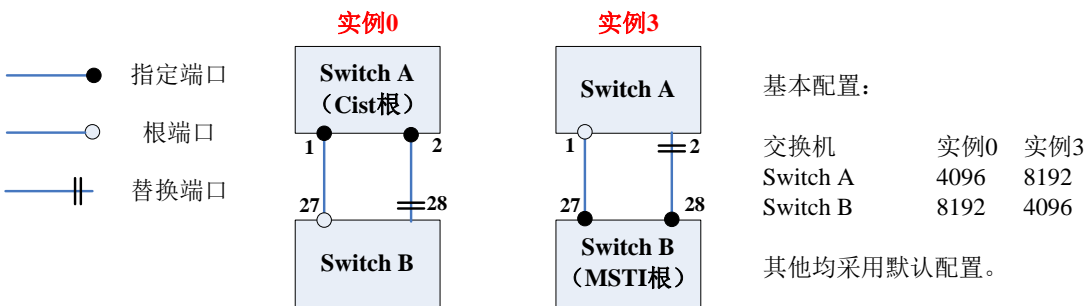 指定端口
根端口
替换端口
实例0
Switch A
（Cist根）
1 2
27 28
Switch B
实例3
Switch A
1 2
27 28
Switch B
（MSTI根）
基本配置：
交换机 实例0 实例3
Switch A 4096 8192
Switch B 8192 4096
其他均采用默认配置。